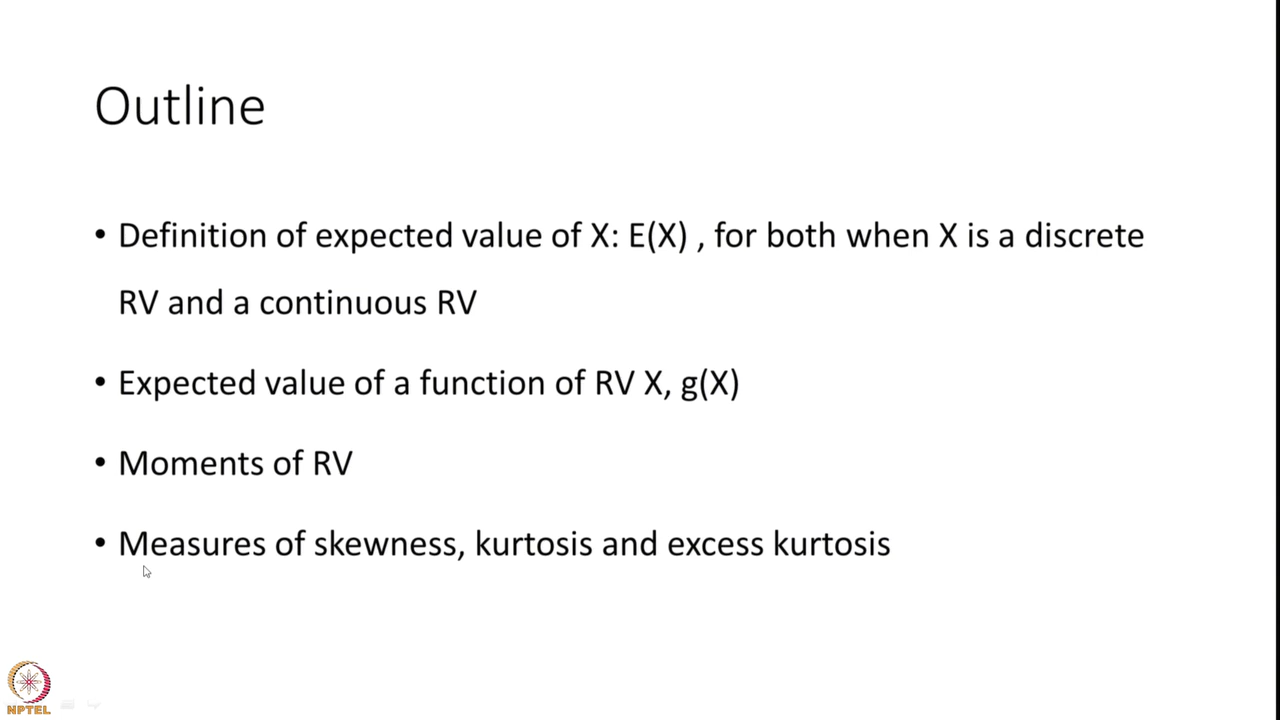 Outline
• Definition of expected value of X: E(X) , for both when X is a discrete
RV and a continuous RV
• Expected value of a function of RV X, g(X)
• Moments of RV
• Measures of skewness, kurtosis and excess kurtosis
NPTEL